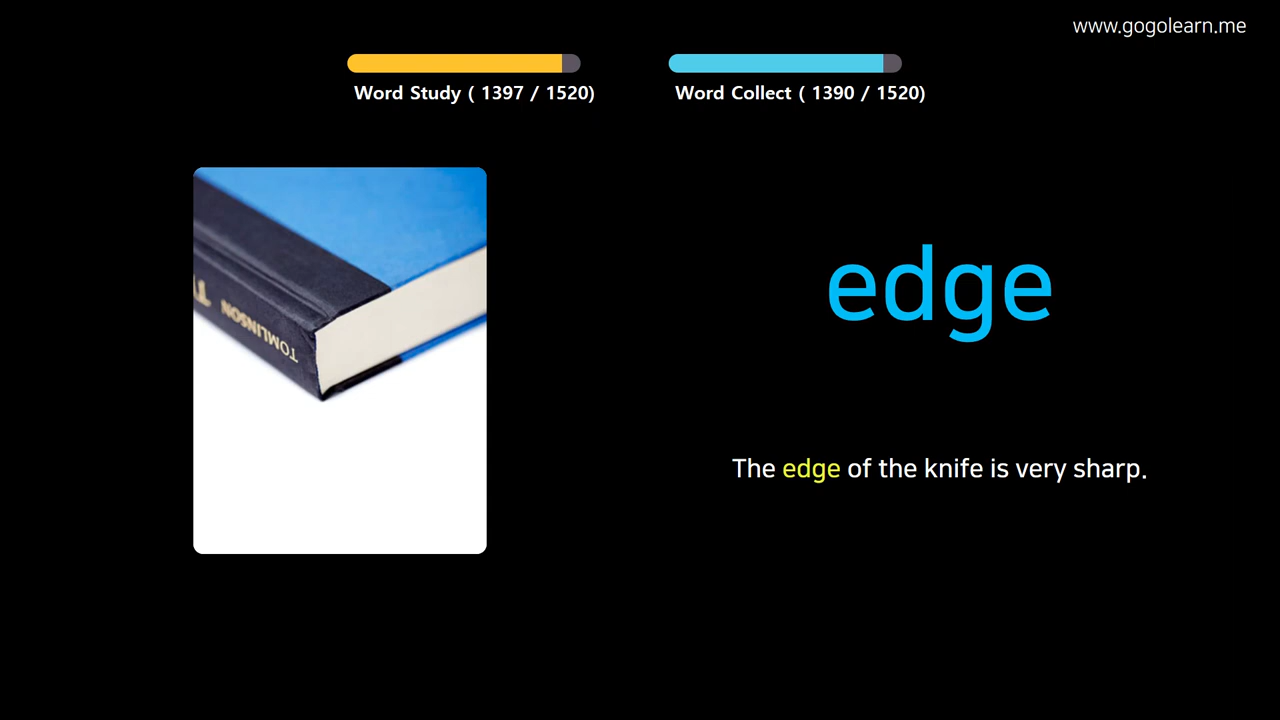 www.gogolearn.me
Word Study ( 1397 / 1520)
Word Collect ( 1390 / 1520)
TOMLINSON
edge
The edge of the knife is very sharp.